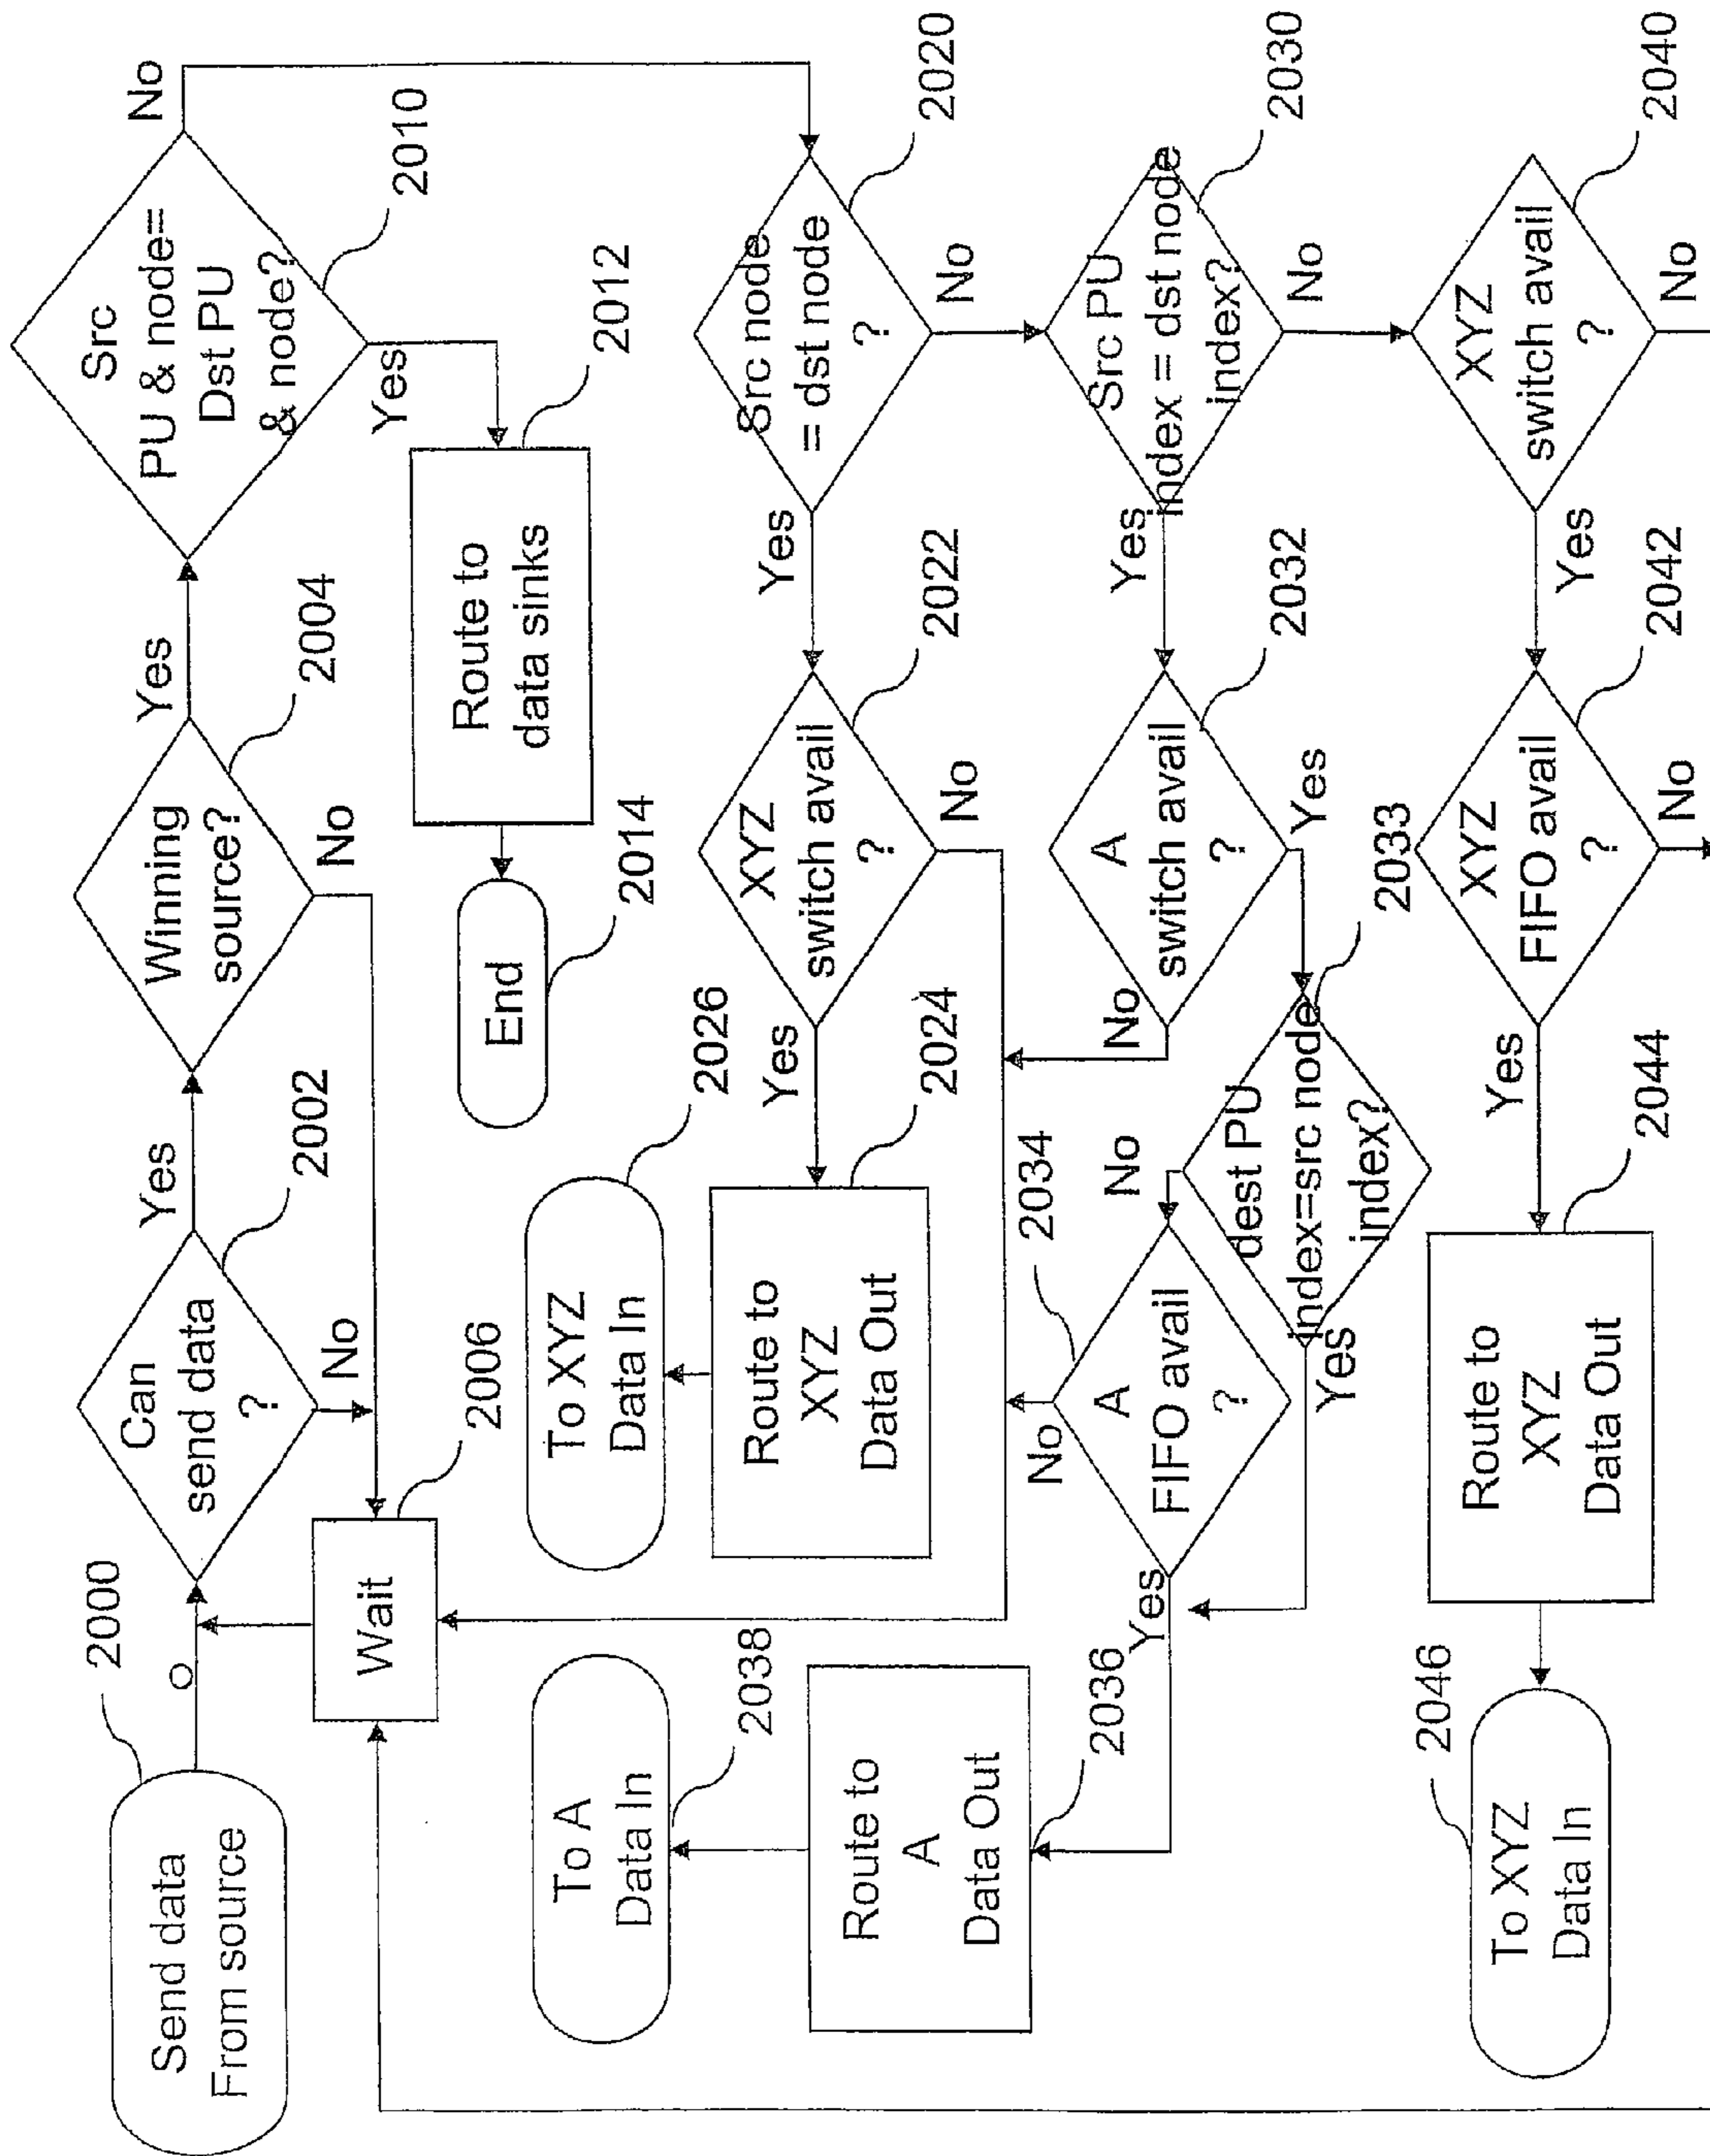 2000
Send data
From source
O
2002
Can
send data
?
Yes
No
2004
Winning
source?
Yes
No
2006
Wait
2010
Src
PU & node=
Dst PU
& node?
No
Yes
2012
Route to
data sinks
2014
End
2020
Src node
= dst node
?
Yes
No
2022
XYZ
switch avail
?
Yes
No
2024
Route to
XYZ
Data Out
2026
To XYZ
Data In
2030
Src PU
index = dst node
index?
Yes
No
2032
A
switch avail
?
No
Yes
2033
dest PU
index=src node
index?
No
Yes
2034
A
FIFO avail
?
No
Yes
2036
Route to
A
Data Out
2038
To A
Data In
2040
XYZ
switch avail
?
Yes
No
2042
XYZ
FIFO avail
?
Yes
No
2044
Route to
XYZ
Data Out
2046
To XYZ
Data In